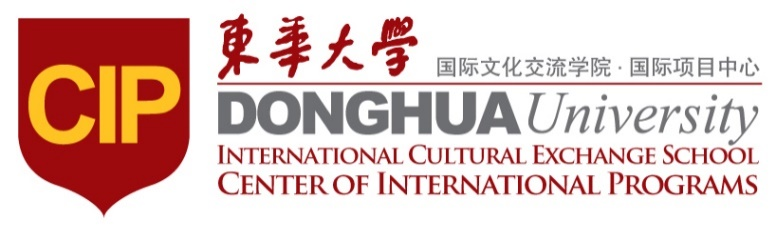 CIP
東華大學
国际文化交流学院·国际项目中心
DONGHUA University
INTERNATIONAL CULTURAL EXCHANGE SCHOOL
CENTER OF INTERNATIONAL PROGRAMS